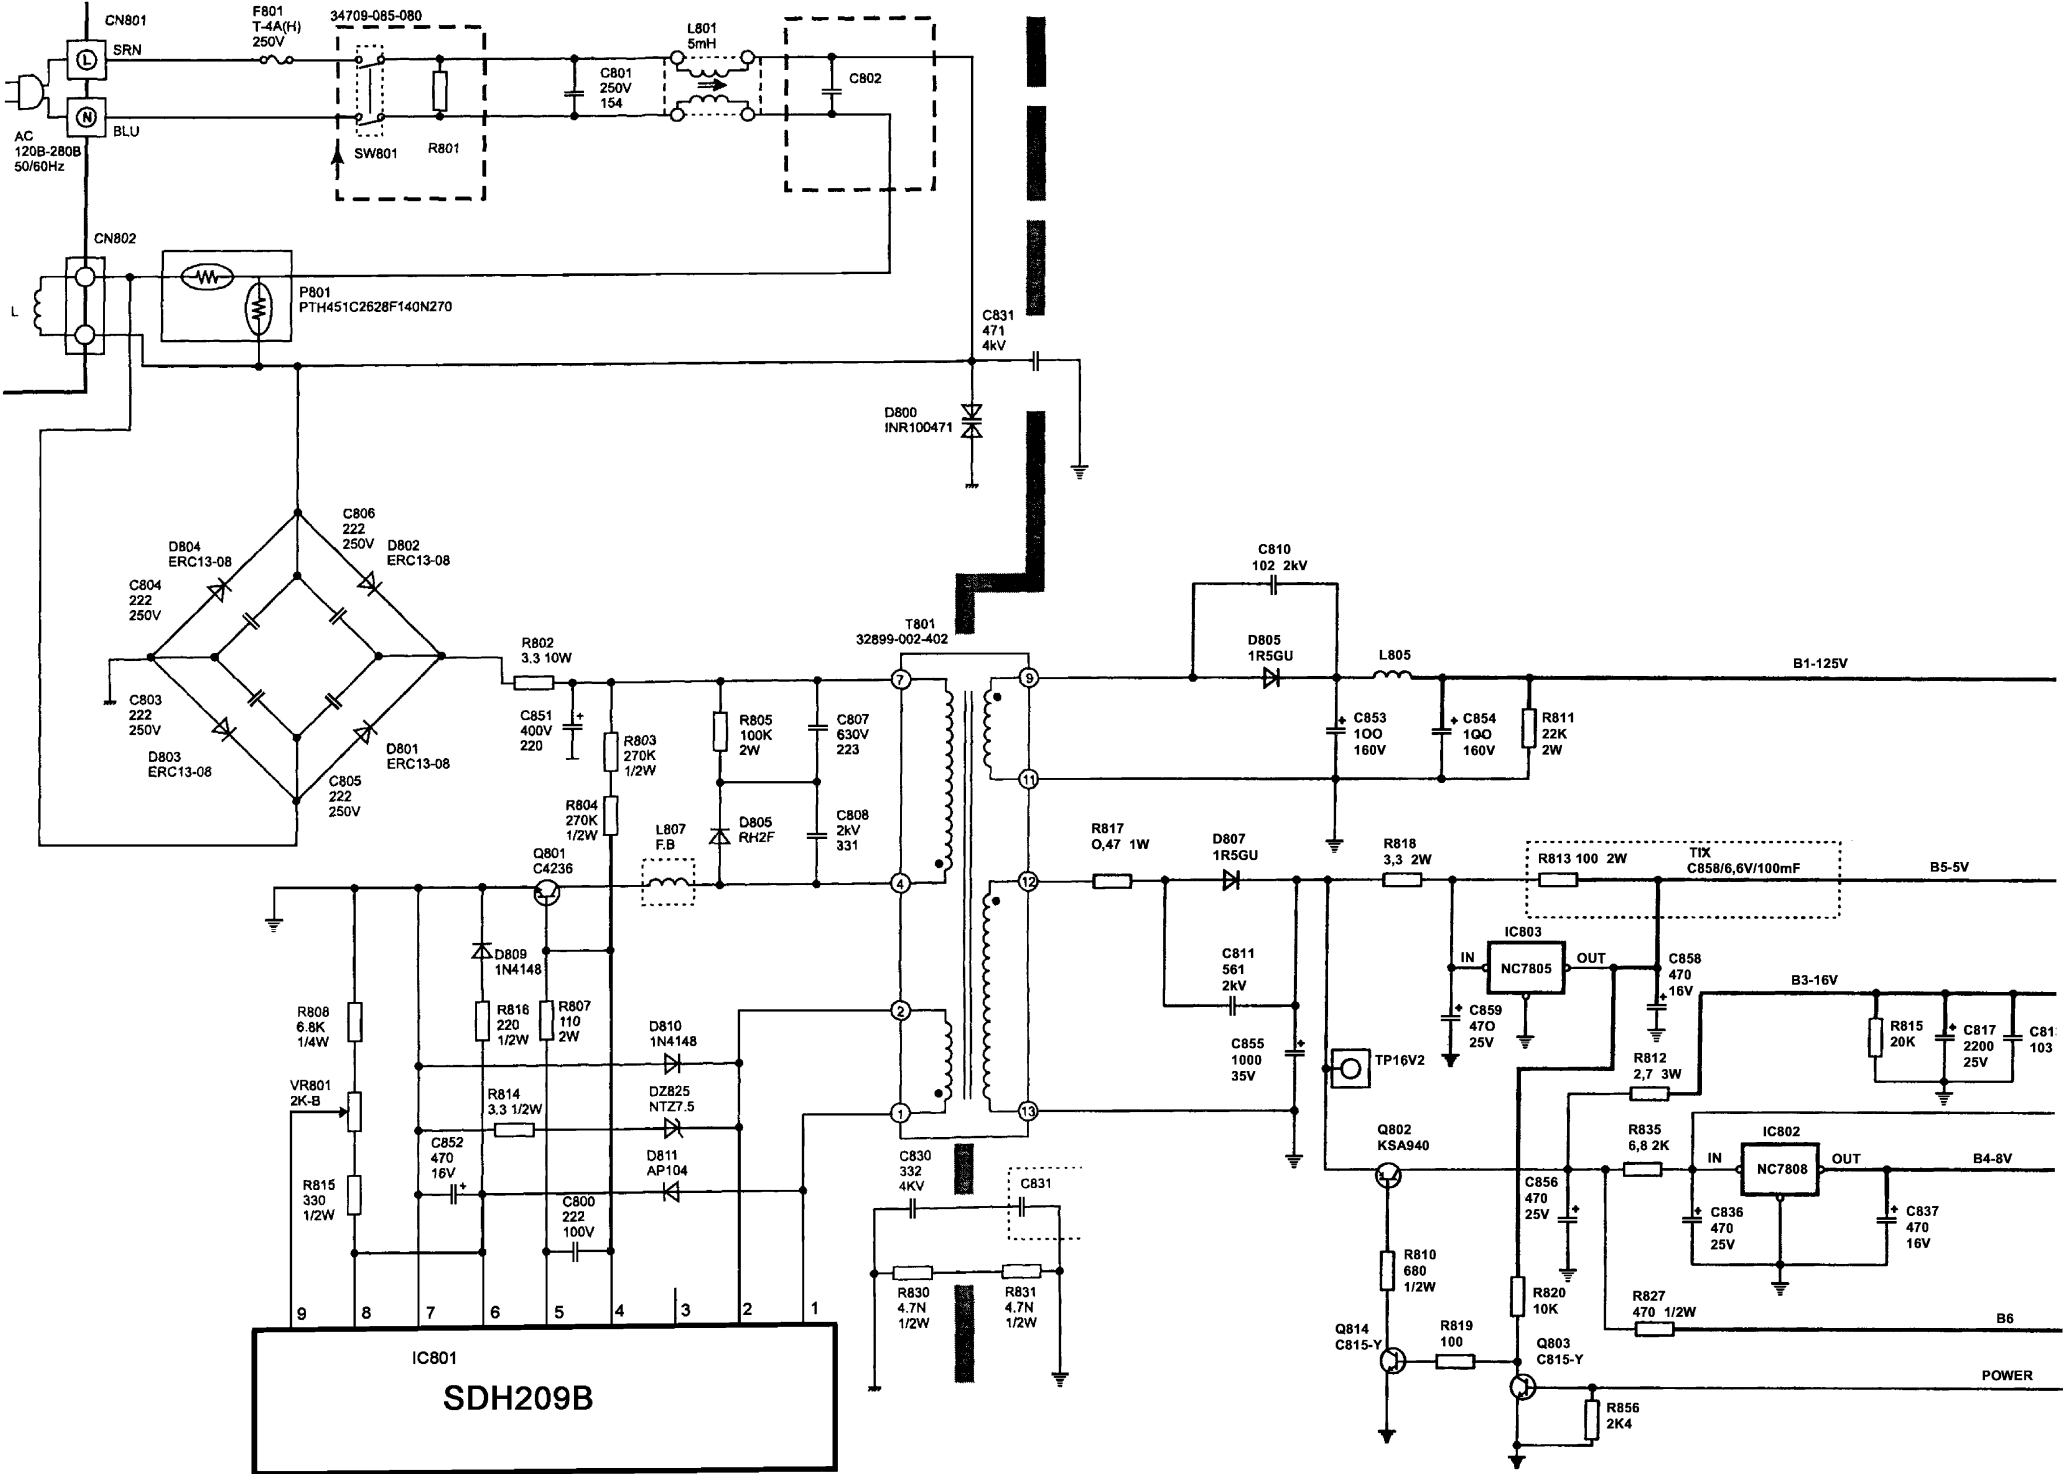 CN801
SRN
L
N
BLU
AC
120B-280B
50/60Hz
F801
T-4A(H)
250V
34709-085-080
SW801
R801
C801
250V
154
L801
5mH
C802
CN802
L
P801
PTH451C2628F140N270
C831
471
4kV
D800
INR100471
C806
222
250V
D802
ERC13-08
D804
ERC13-08
C804
222
250V
C803
222
250V
D803
ERC13-08
D801
ERC13-08
C805
222
250V
R802
3.3 10W
C851
400V
220
+
R803
270K
1/2W
R804
270K
1/2W
R805
100K
2W
C807
630V
223
D805
RH2F
C808
2kV
331
L807
F.B
Q801
C4236
T801
32899-002-402
7
9
11
4
12
2
1
13
C810
102 2kV
D805
1R5GU
L805
B1-125V
+
C853
1OO
160V
+
C854
1OO
160V
R811
22K
2W
R817
O,47 1W
D807
1R5GU
R818
3,3 2W
R813 100 2W
TIX
C858/6,6V/100mF
B5-5V
C811
561
2kV
C855
1000
35V
+
IC803
IN
NC7805
OUT
C859
47O
25V
+
C858
470
16V
+
B3-16V
R815
20K
+
C817
2200
25V
C81
103
R812
2,7 3W
TP16V2
D809
1N4148
R816
220
1/2W
R807
110
2W
R808
6.8K
1/4W
VR801
2K-B
R815
330
1/2W
D810
1N4148
R814
3.3 1/2W
DZ825
NTZ7.5
C852
470
16V
+
D811
AP104
C800
222
100V
C830
332
4KV
C831
R830
4.7N
1/2W
R831
4.7N
1/2W
Q802
KSA940
R835
6,8 2K
IC802
IN
NC7808
OUT
B4-8V
C856
470
25V
+
+
C836
470
25V
+
C837
470
16V
R810
680
1/2W
R820
10K
R827
470 1/2W
B6
Q814
C815-Y
R819
100
Q803
C815-Y
POWER
R856
2K4
9
8
7
6
5
4
3
2
1
IC801
SDH209B